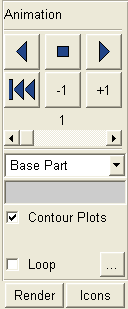 Animation
-1 +1
1
Base Part
Contour Plots
Loop ...
Render Icons